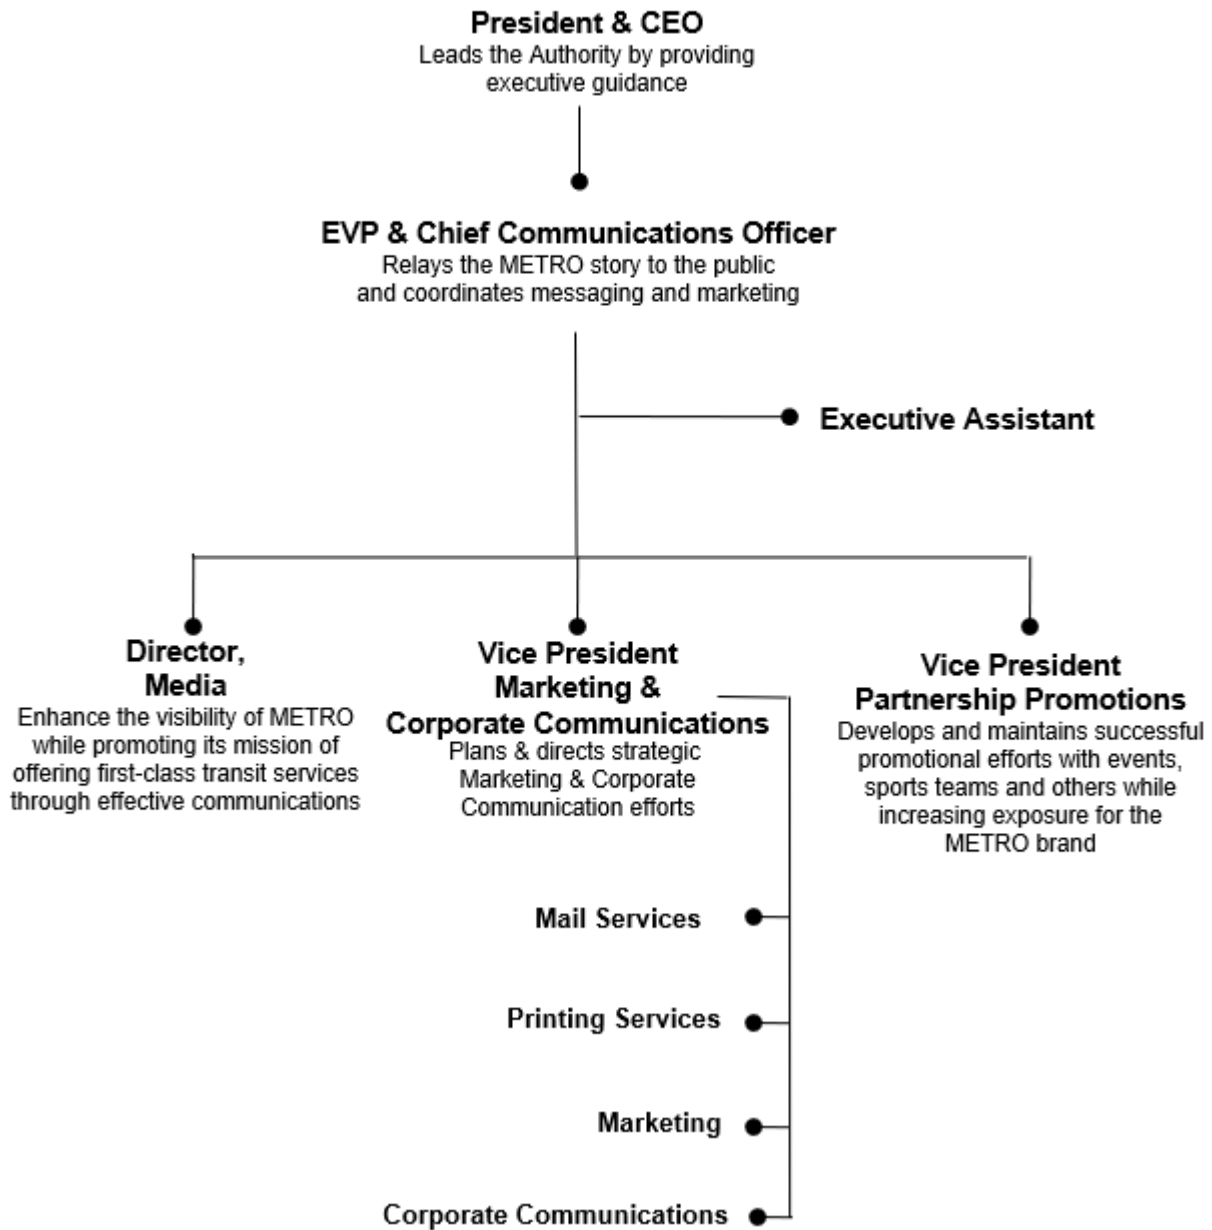 President & CEO
Leads the Authority by providing
executive guidance
EVP & Chief Communications Officer
Relays the METRO story to the public
and coordinates messaging and marketing
Executive Assistant
Director,
Media
Enhance the visibility of METRO
while promoting its mission of
offering first-class transit services
through effective communications
Vice President
Marketing &
Corporate Communications
Plans & directs strategic
Marketing & Corporate
Communication efforts
Vice President
Partnership Promotions
Develops and maintains successful
promotional efforts with events,
sports teams and others while
increasing exposure for the
METRO brand
Mail Services
Printing Services
Marketing
Corporate Communications